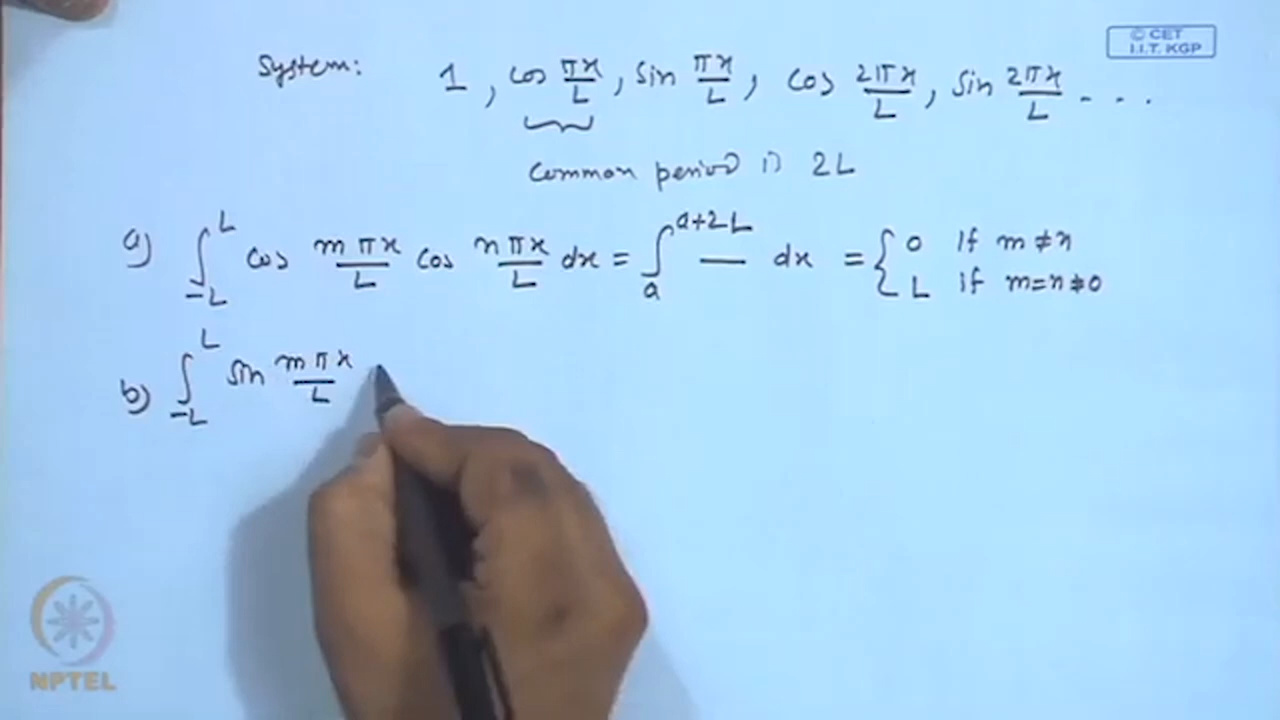 © CET
I.I.T. KGP
System: 1, cos πx/L, sin πx/L, cos 2πx/L, sin 2πx/L - - - .
Common period is 2L
a) ∫_{-L}^{L} cos mπx/L cos nπx/L dx = ∫_{a}^{a+2L} — dx = { 0 if m≠n
L if m=n≠0
b) ∫_{-L}^{L} sin mπx/L
NPTEL